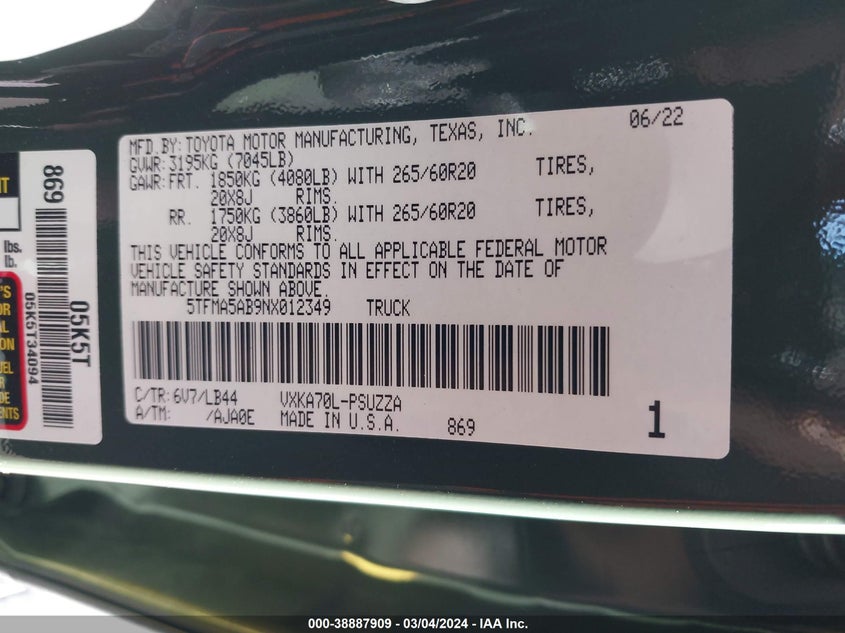 MFD.BY:TOYOTA MOTOR MANUFACTURING, TEXAS, INC. 06/22
GVWR:3195KG (7045LB)
GAWR:FRT. 1850KG (4080LB) WITH 265/60R20 TIRES,
20X8J RIMS.
RR. 1750KG (3860LB) WITH 265/60R20 TIRES,
20X8J RIMS.
THIS VEHICLE CONFORMS TO ALL APPLICABLE FEDERAL MOTOR
VEHICLE SAFETY STANDARDS IN EFFECT ON THE DATE OF
MANUFACTURE SHOWN ABOVE.
5TFMA5AB9NX012349 TRUCK
C/TR:6V7/LB44 VXKA70L-PSUZZA
A/TM: /AJA0E MADE IN U.S.A. 869 1
869
05K5T34094
05K5T
lbs.
lb.
000-38887909 - 03/04/2024 - IAA Inc.